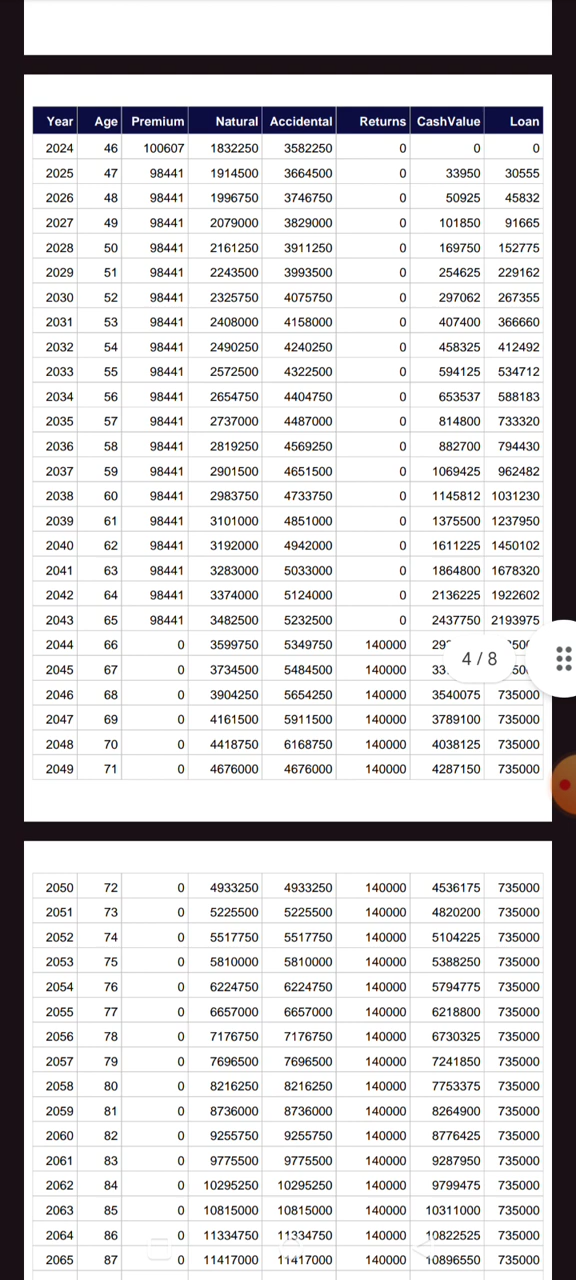 Year Age Premium Natural Accidental Returns CashValue Loan
2024 46 100607 1832250 3582250 0 0 0
2025 47 98441 1914500 3664500 0 33950 30555
2026 48 98441 1996750 3746750 0 50925 45832
2027 49 98441 2079000 3829000 0 101850 91665
2028 50 98441 2161250 3911250 0 169750 152775
2029 51 98441 2243500 3993500 0 254625 229162
2030 52 98441 2325750 4075750 0 297062 267355
2031 53 98441 2408000 4158000 0 407400 366660
2032 54 98441 2490250 4240250 0 458325 412492
2033 55 98441 2572500 4322500 0 594125 534712
2034 56 98441 2654750 4404750 0 653537 588183
2035 57 98441 2737000 4487000 0 814800 733320
2036 58 98441 2819250 4569250 0 882700 794430
2037 59 98441 2901500 4651500 0 1069425 962482
2038 60 98441 2983750 4733750 0 1145812 1031230
2039 61 98441 3101000 4851000 0 1375500 1237950
2040 62 98441 3192000 4942000 0 1611225 1450102
2041 63 98441 3283000 5033000 0 1864800 1678320
2042 64 98441 3374000 5124000 0 2136225 1922602
2043 65 98441 3482500 5232500 0 2437750 2193975
2044 66 0 3599750 5349750 140000
4 / 8
2045 67 0 3734500 5484500 140000
2046 68 0 3904250 5654250 140000 3540075 735000
2047 69 0 4161500 5911500 140000 3789100 735000
2048 70 0 4418750 6168750 140000 4038125 735000
2049 71 0 4676000 4676000 140000 4287150 735000
2050 72 0 4933250 4933250 140000 4536175 735000
2051 73 0 5225500 5225500 140000 4820200 735000
2052 74 0 5517750 5517750 140000 5104225 735000
2053 75 0 5810000 5810000 140000 5388250 735000
2054 76 0 6224750 6224750 140000 5794775 735000
2055 77 0 6657000 6657000 140000 6218800 735000
2056 78 0 7176750 7176750 140000 6730325 735000
2057 79 0 7696500 7696500 140000 7241850 735000
2058 80 0 8216250 8216250 140000 7753375 735000
2059 81 0 8736000 8736000 140000 8264900 735000
2060 82 0 9255750 9255750 140000 8776425 735000
2061 83 0 9775500 9775500 140000 9287950 735000
2062 84 0 10295250 10295250 140000 9799475 735000
2063 85 0 10815000 10815000 140000 10311000 735000
2064 86 0 11334750 11334750 140000 10822525 735000
2065 87 0 11417000 11417000 140000 10896550 735000